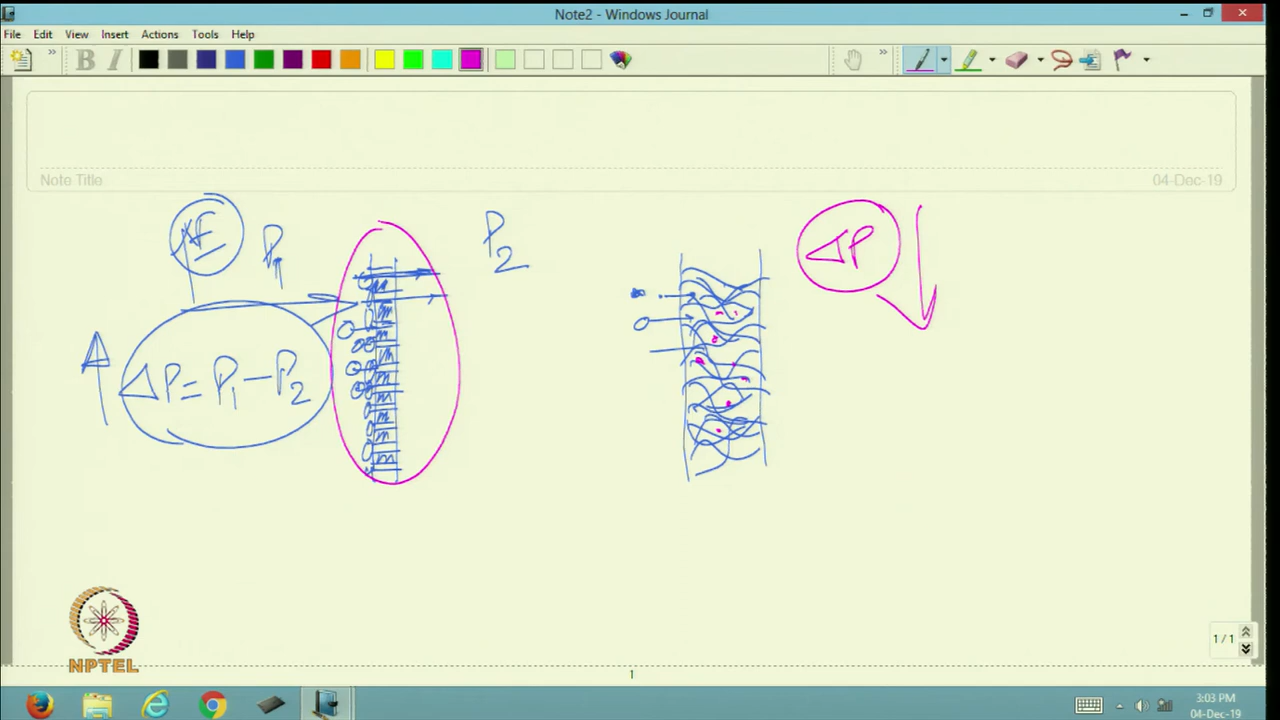 Note2 - Windows Journal
File Edit View Insert Actions Tools Help
B I
Note Title
04-Dec-19
P1
P2
ΔP
ΔP = P1 - P2
NPTEL
1 / 1
1
3:03 PM
04-Dec-19